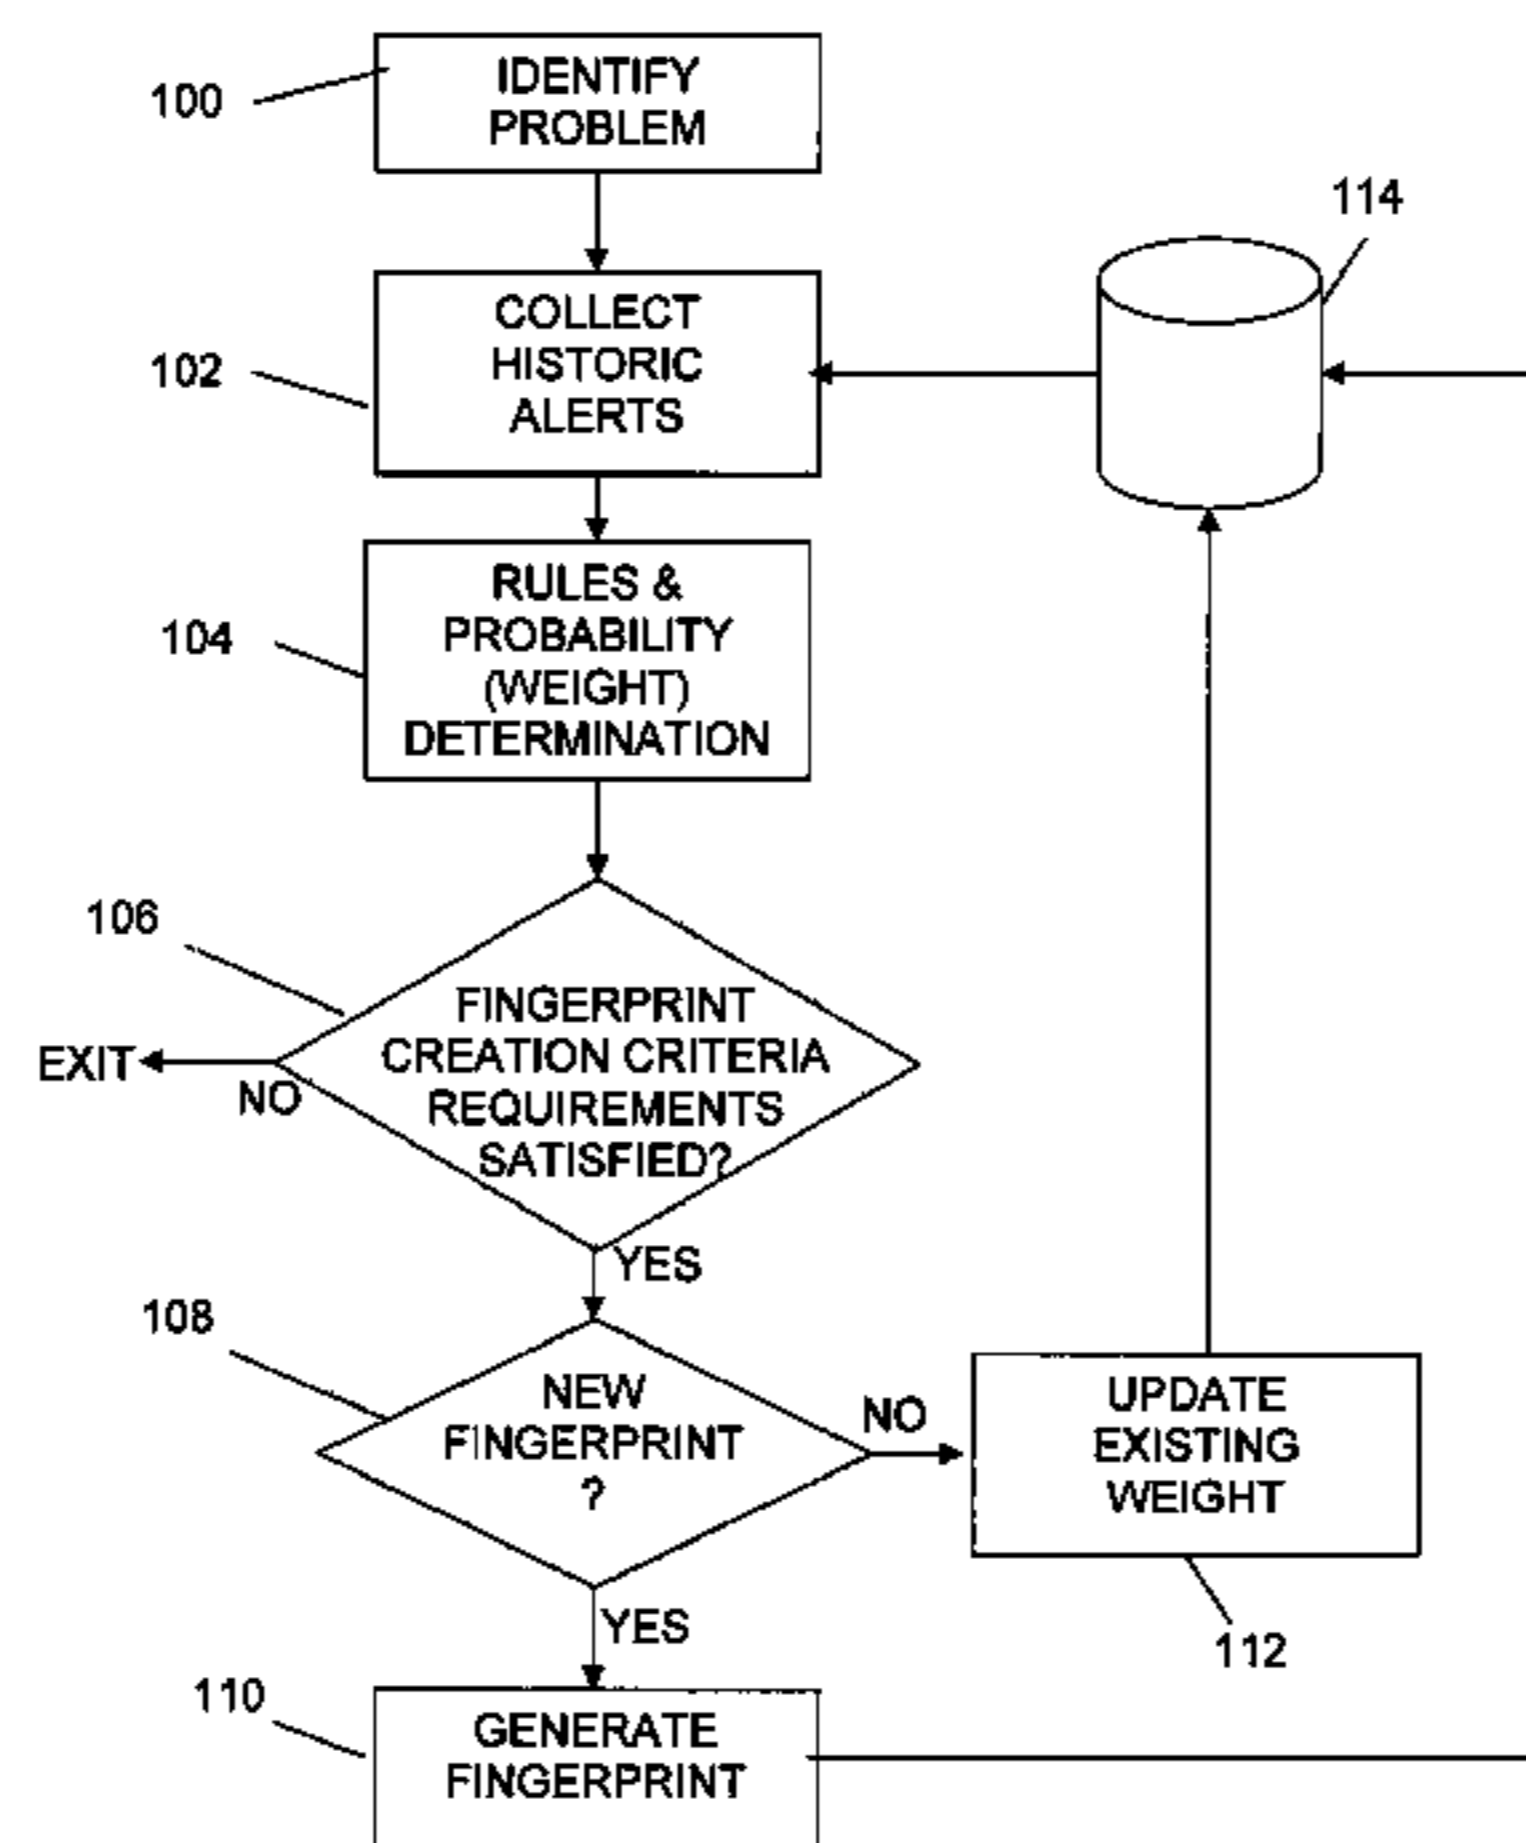 100
IDENTIFY
PROBLEM
114
102
COLLECT
HISTORIC
ALERTS
104
RULES &
PROBABILITY
(WEIGHT)
DETERMINATION
106
FINGERPRINT
CREATION CRITERIA
REQUIREMENTS
SATISFIED?
EXIT
NO
YES
108
NEW
FINGERPRINT
?
NO
UPDATE
EXISTING
WEIGHT
112
YES
110
GENERATE
FINGERPRINT